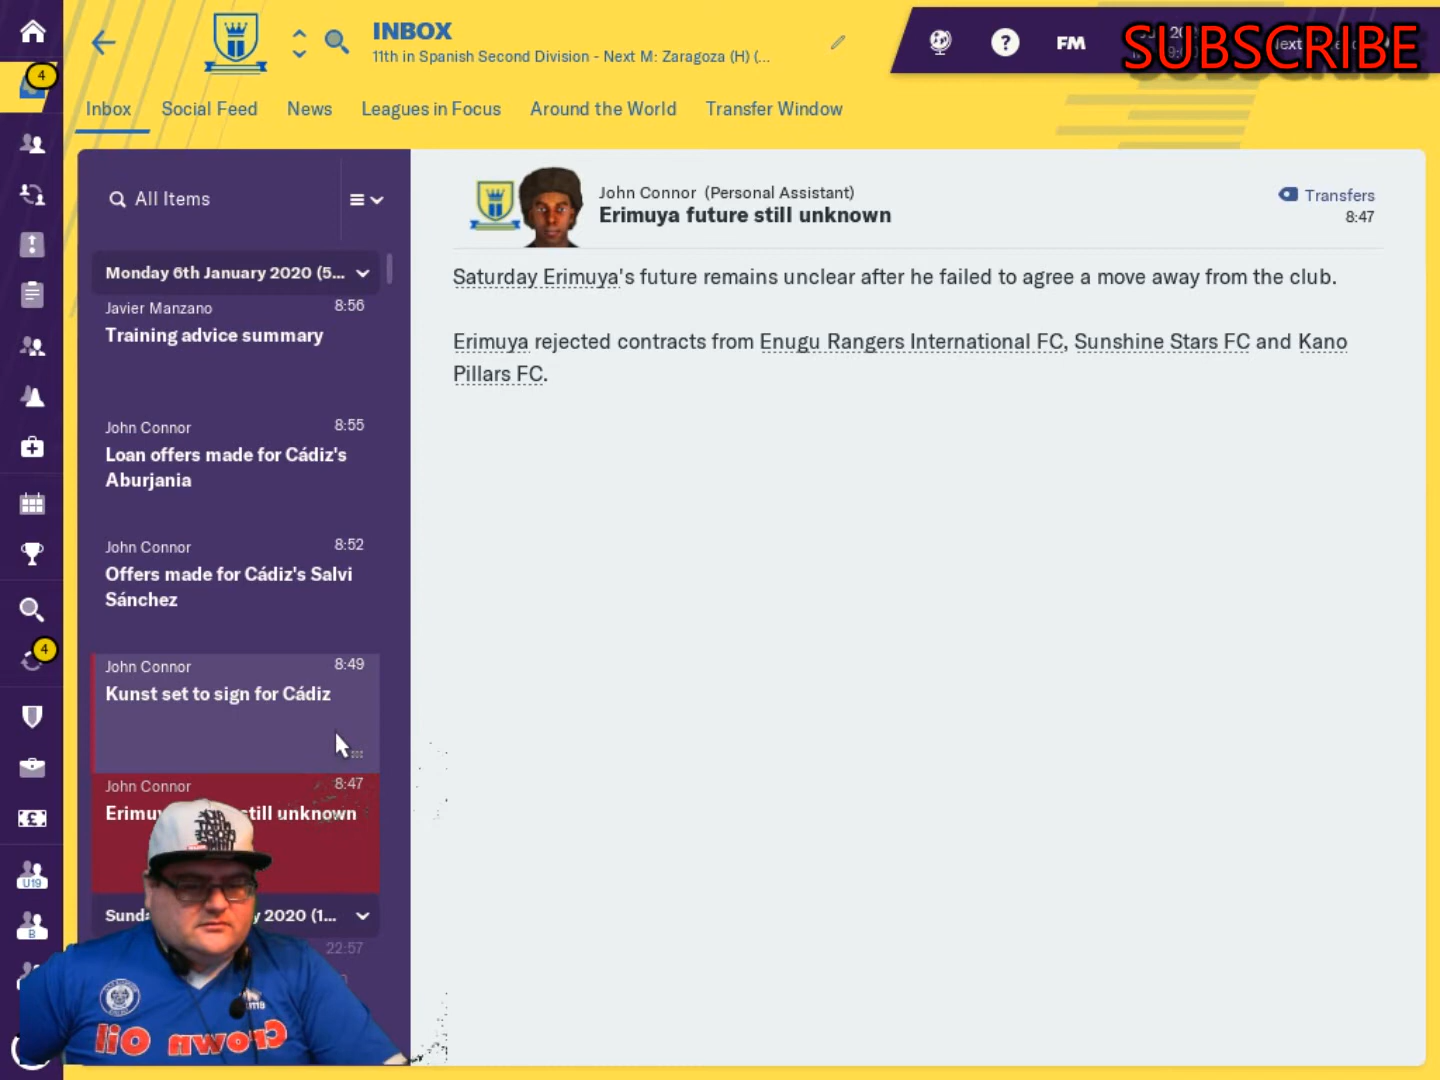 INBOX
11th in Spanish Second Division - Next M: Zaragoza (H) (...
FM
SUBSCRIBE
4
Inbox
Social Feed
News
Leagues in Focus
Around the World
Transfer Window
All Items
Monday 6th January 2020 (5...
Javier Manzano
8:56
Training advice summary
John Connor
8:55
Loan offers made for Cádiz's
Aburjania
John Connor
8:52
Offers made for Cádiz's Salvi
Sánchez
John Connor
8:49
Kunst set to sign for Cádiz
John Connor
8:47
still unknown
2020 (1...
22:57
4
U19
B
John Connor (Personal Assistant)
Erimuya future still unknown
Transfers
8:47
Saturday Erimuya's future remains unclear after he failed to agree a move away from the club.
Erimuya rejected contracts from Enugu Rangers International FC, Sunshine Stars FC and Kano
Pillars FC.
Crown Oil